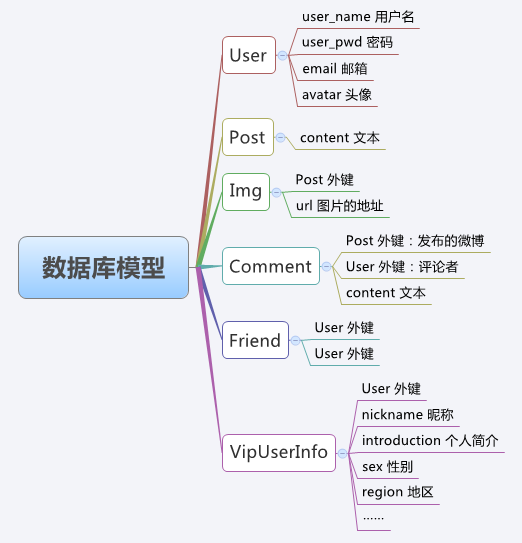 数据库模型
User
user_name 用户名
user_pwd 密码
email 邮箱
avatar 头像
Post
content 文本
Img
Post 外键
url 图片的地址
Comment
Post 外键：发布的微博
User 外键：评论者
content 文本
Friend
User 外键
User 外键
VipUserInfo
User 外键
nickname 昵称
introduction 个人简介
sex 性别
region 地区
......